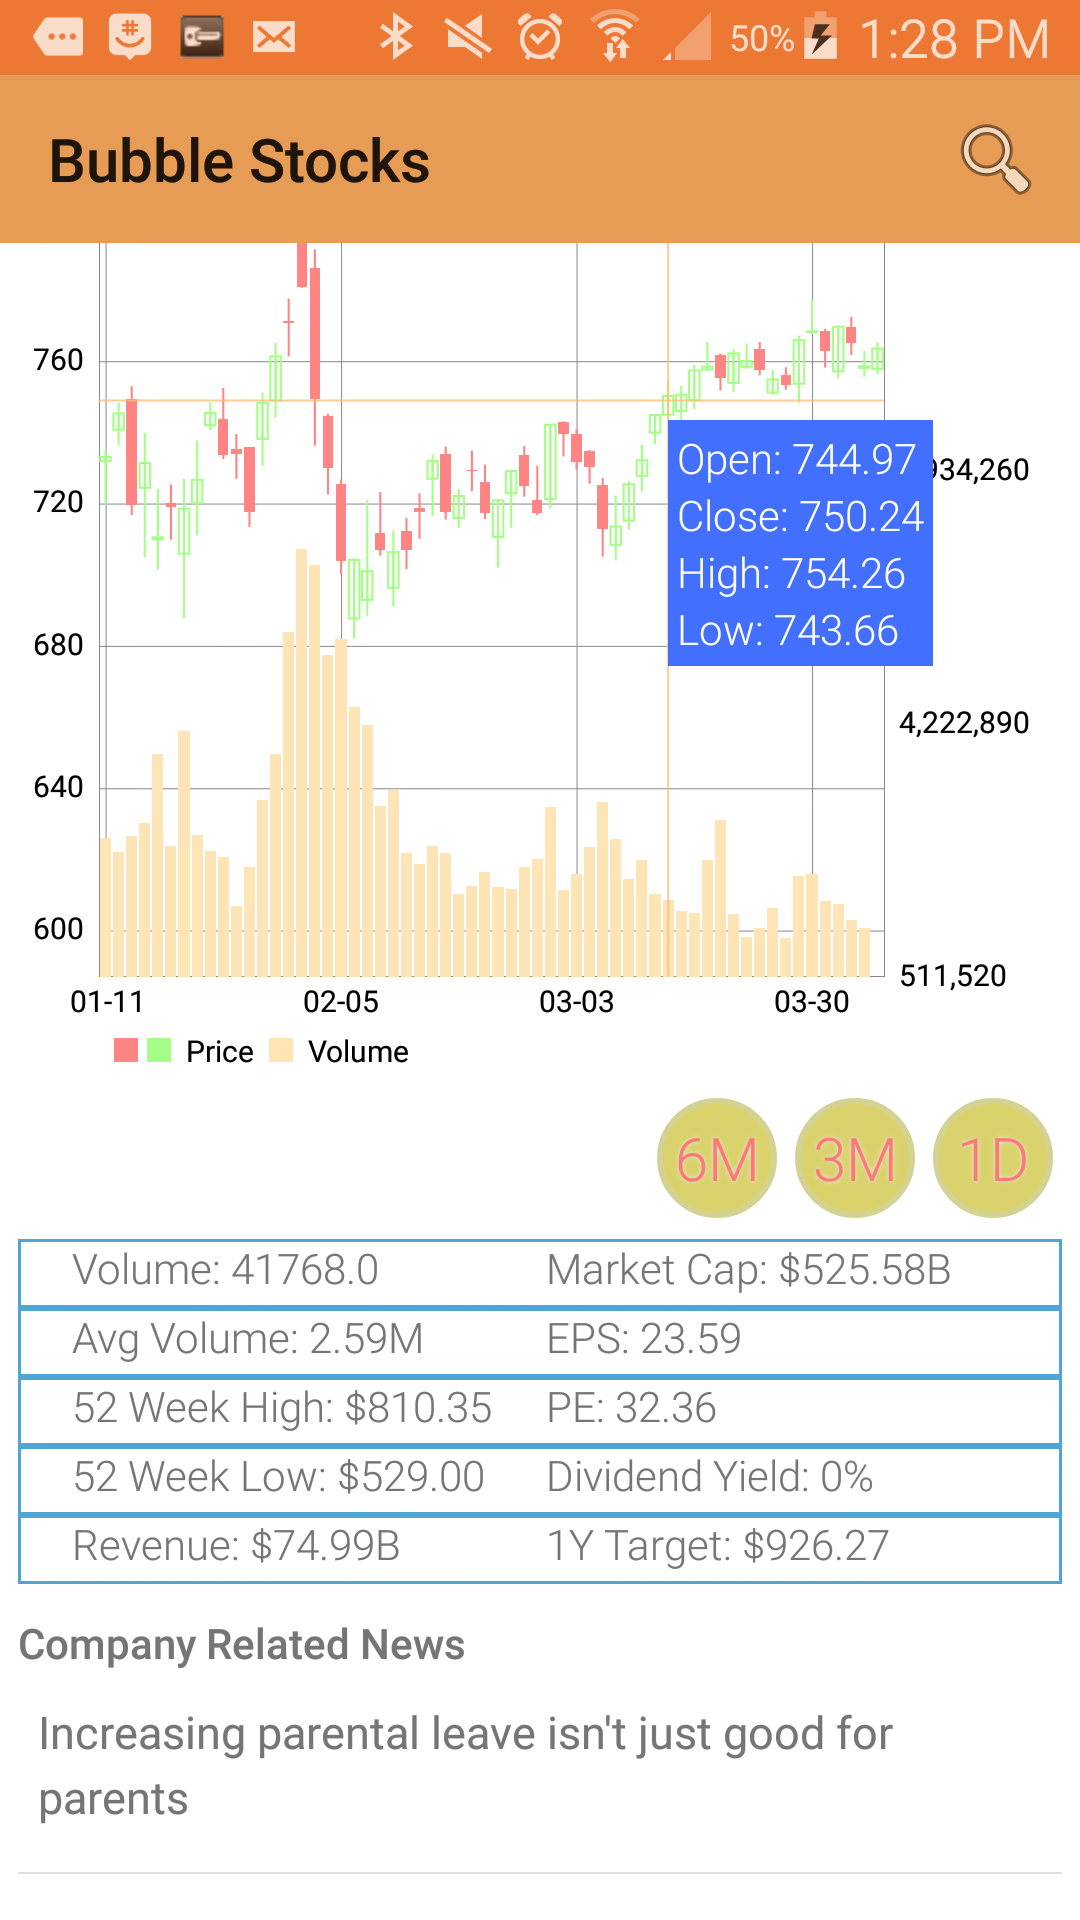 50% 1:28 PM
Bubble Stocks
760
Open: 744.97
934,260
720
Close: 750.24
High: 754.26
Low: 743.66
680
4,222,890
640
600
511,520
01-11 02-05 03-03 03-30
Price Volume
6M 3M 1D
Volume: 41768.0 Market Cap: $525.58B
Avg Volume: 2.59M EPS: 23.59
52 Week High: $810.35 PE: 32.36
52 Week Low: $529.00 Dividend Yield: 0%
Revenue: $74.99B 1Y Target: $926.27
Company Related News
Increasing parental leave isn't just good for
parents